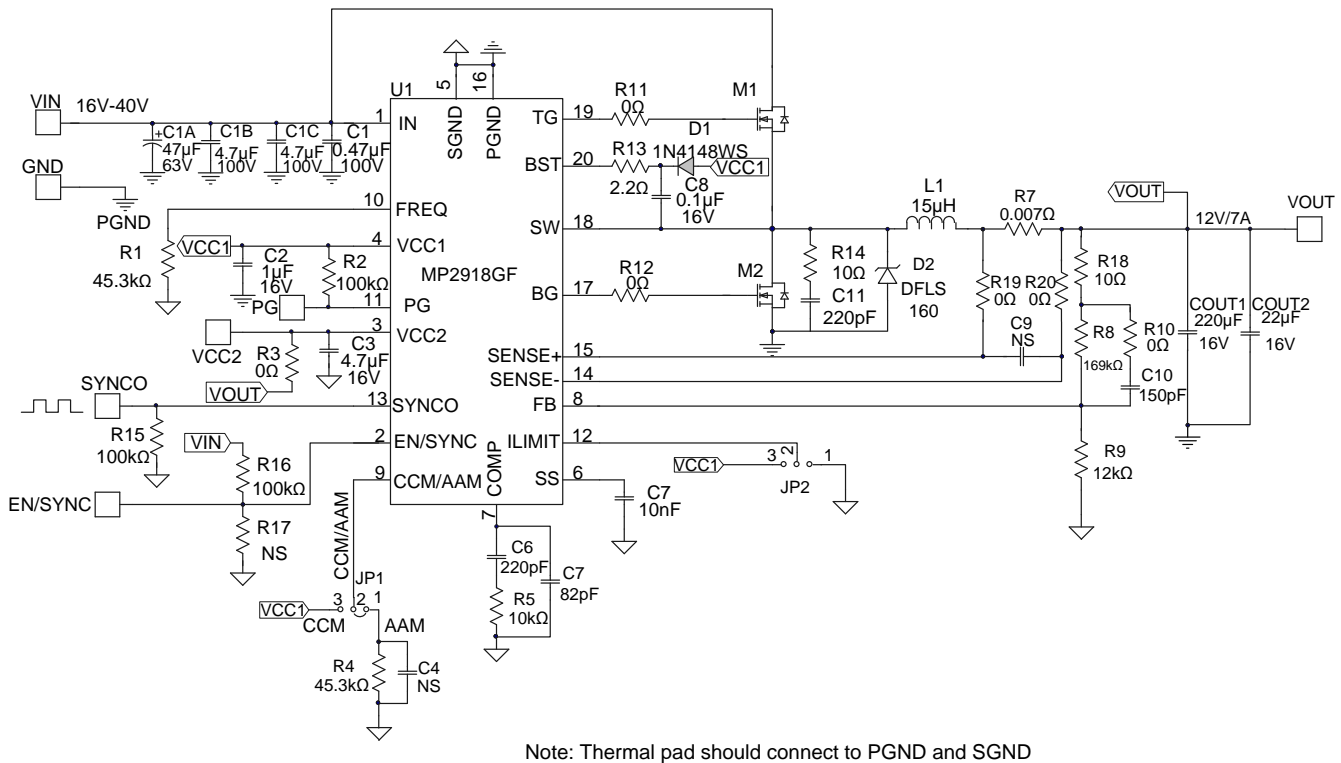 VIN
16V-40V
C1A
47µF
63V
C1B
4.7µF
100V
C1C
4.7µF
100V
C1
0.47µF
100V
GND
PGND
U1
5
16
SGND
PGND
1
IN
10
FREQ
4
VCC1
MP2918GF
11
PG
3
VCC2
13
SYNCO
2
EN/SYNC
9
CCM/AAM
COMP
7
TG
19
BST
20
SW
18
BG
17
SENSE+
15
SENSE-
14
FB
8
ILIMIT
12
SS
6
R1
45.3kΩ
VCC1
C2
1µF
16V
R2
100kΩ
PG
VCC2
R3
0Ω
C3
4.7µF
16V
VOUT
SYNCO
R15
100kΩ
VIN
R16
100kΩ
EN/SYNC
R17
NS
CCM/AAM
JP1
VCC1
3
2
1
CCM
AAM
R4
45.3kΩ
C4
NS
C6
220pF
R5
10kΩ
C7
82pF
R11
0Ω
M1
D1
1N4148WS
R13
2.2Ω
VCC1
C8
0.1µF
16V
R12
0Ω
M2
R14
10Ω
C11
220pF
D2
DFLS
160
L1
15µH
R7
0.007Ω
R19
0Ω
R20
0Ω
C9
NS
VOUT
12V/7A
VOUT
R18
10Ω
R8
169kΩ
R10
0Ω
C10
150pF
COUT1
220µF
16V
COUT2
22µF
16V
R9
12kΩ
VCC1
3
2
1
JP2
C7
10nF
Note: Thermal pad should connect to PGND and SGND